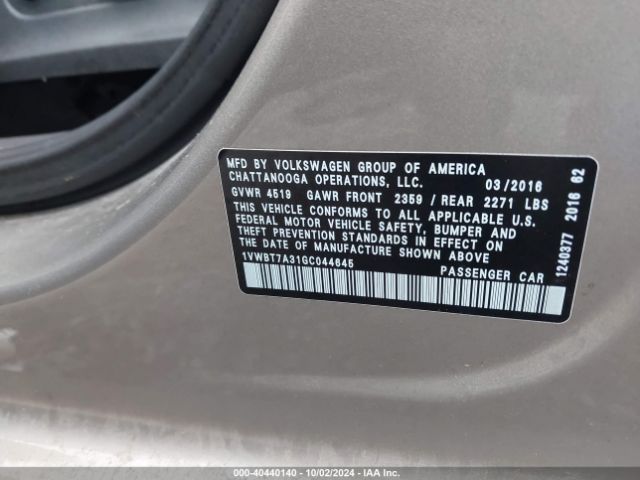 MFD BY VOLKSWAGEN GROUP OF AMERICA
CHATTANOOGA OPERATIONS, LLC. 03/2016
GVWR 4519 GAWR FRONT 2359 / REAR 2271 LBS
THIS VEHICLE CONFORMS TO ALL APPLICABLE U.S.
FEDERAL MOTOR VEHICLE SAFETY, BUMPER AND
THEFT PREVENTION STANDARDS IN EFFECT ON
THE DATE OF MANUFACTURE SHOWN ABOVE
1VWBT7A31GC044645 PASSENGER CAR
1240377 2016 62
000-40440140 - 10/02/2024 - IAA Inc.